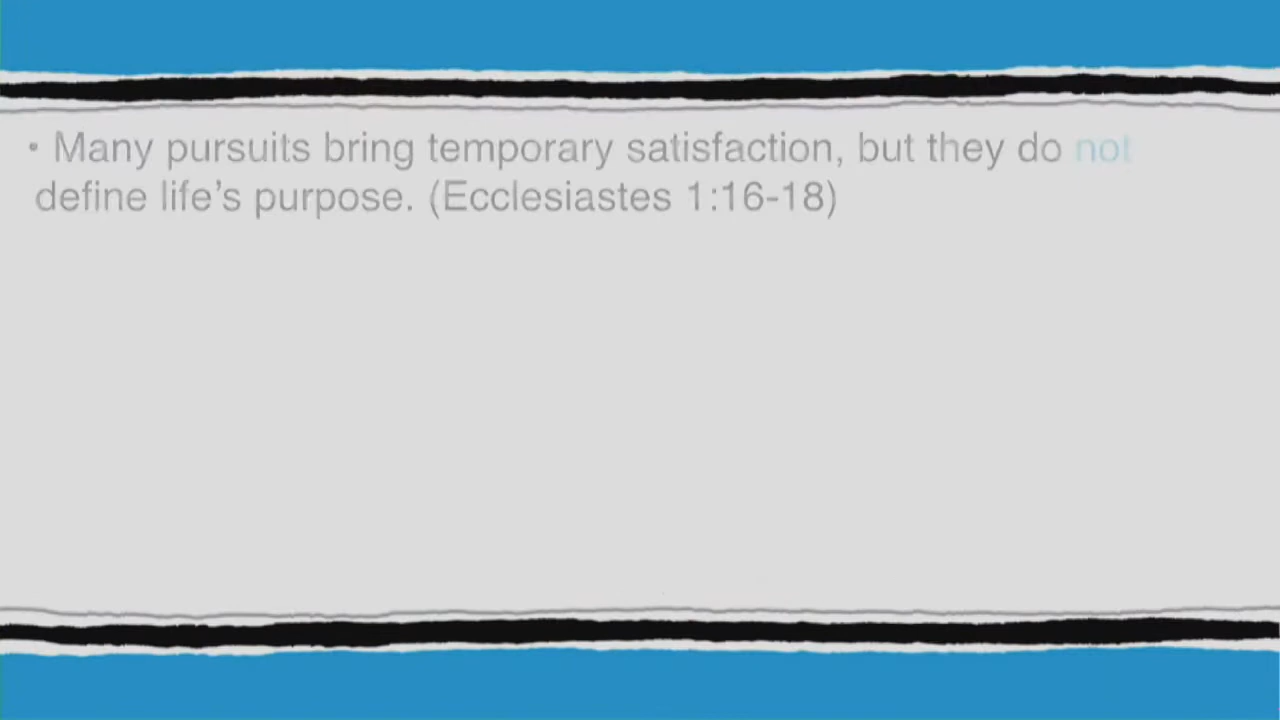 • Many pursuits bring temporary satisfaction, but they do not
define life’s purpose. (Ecclesiastes 1:16-18)